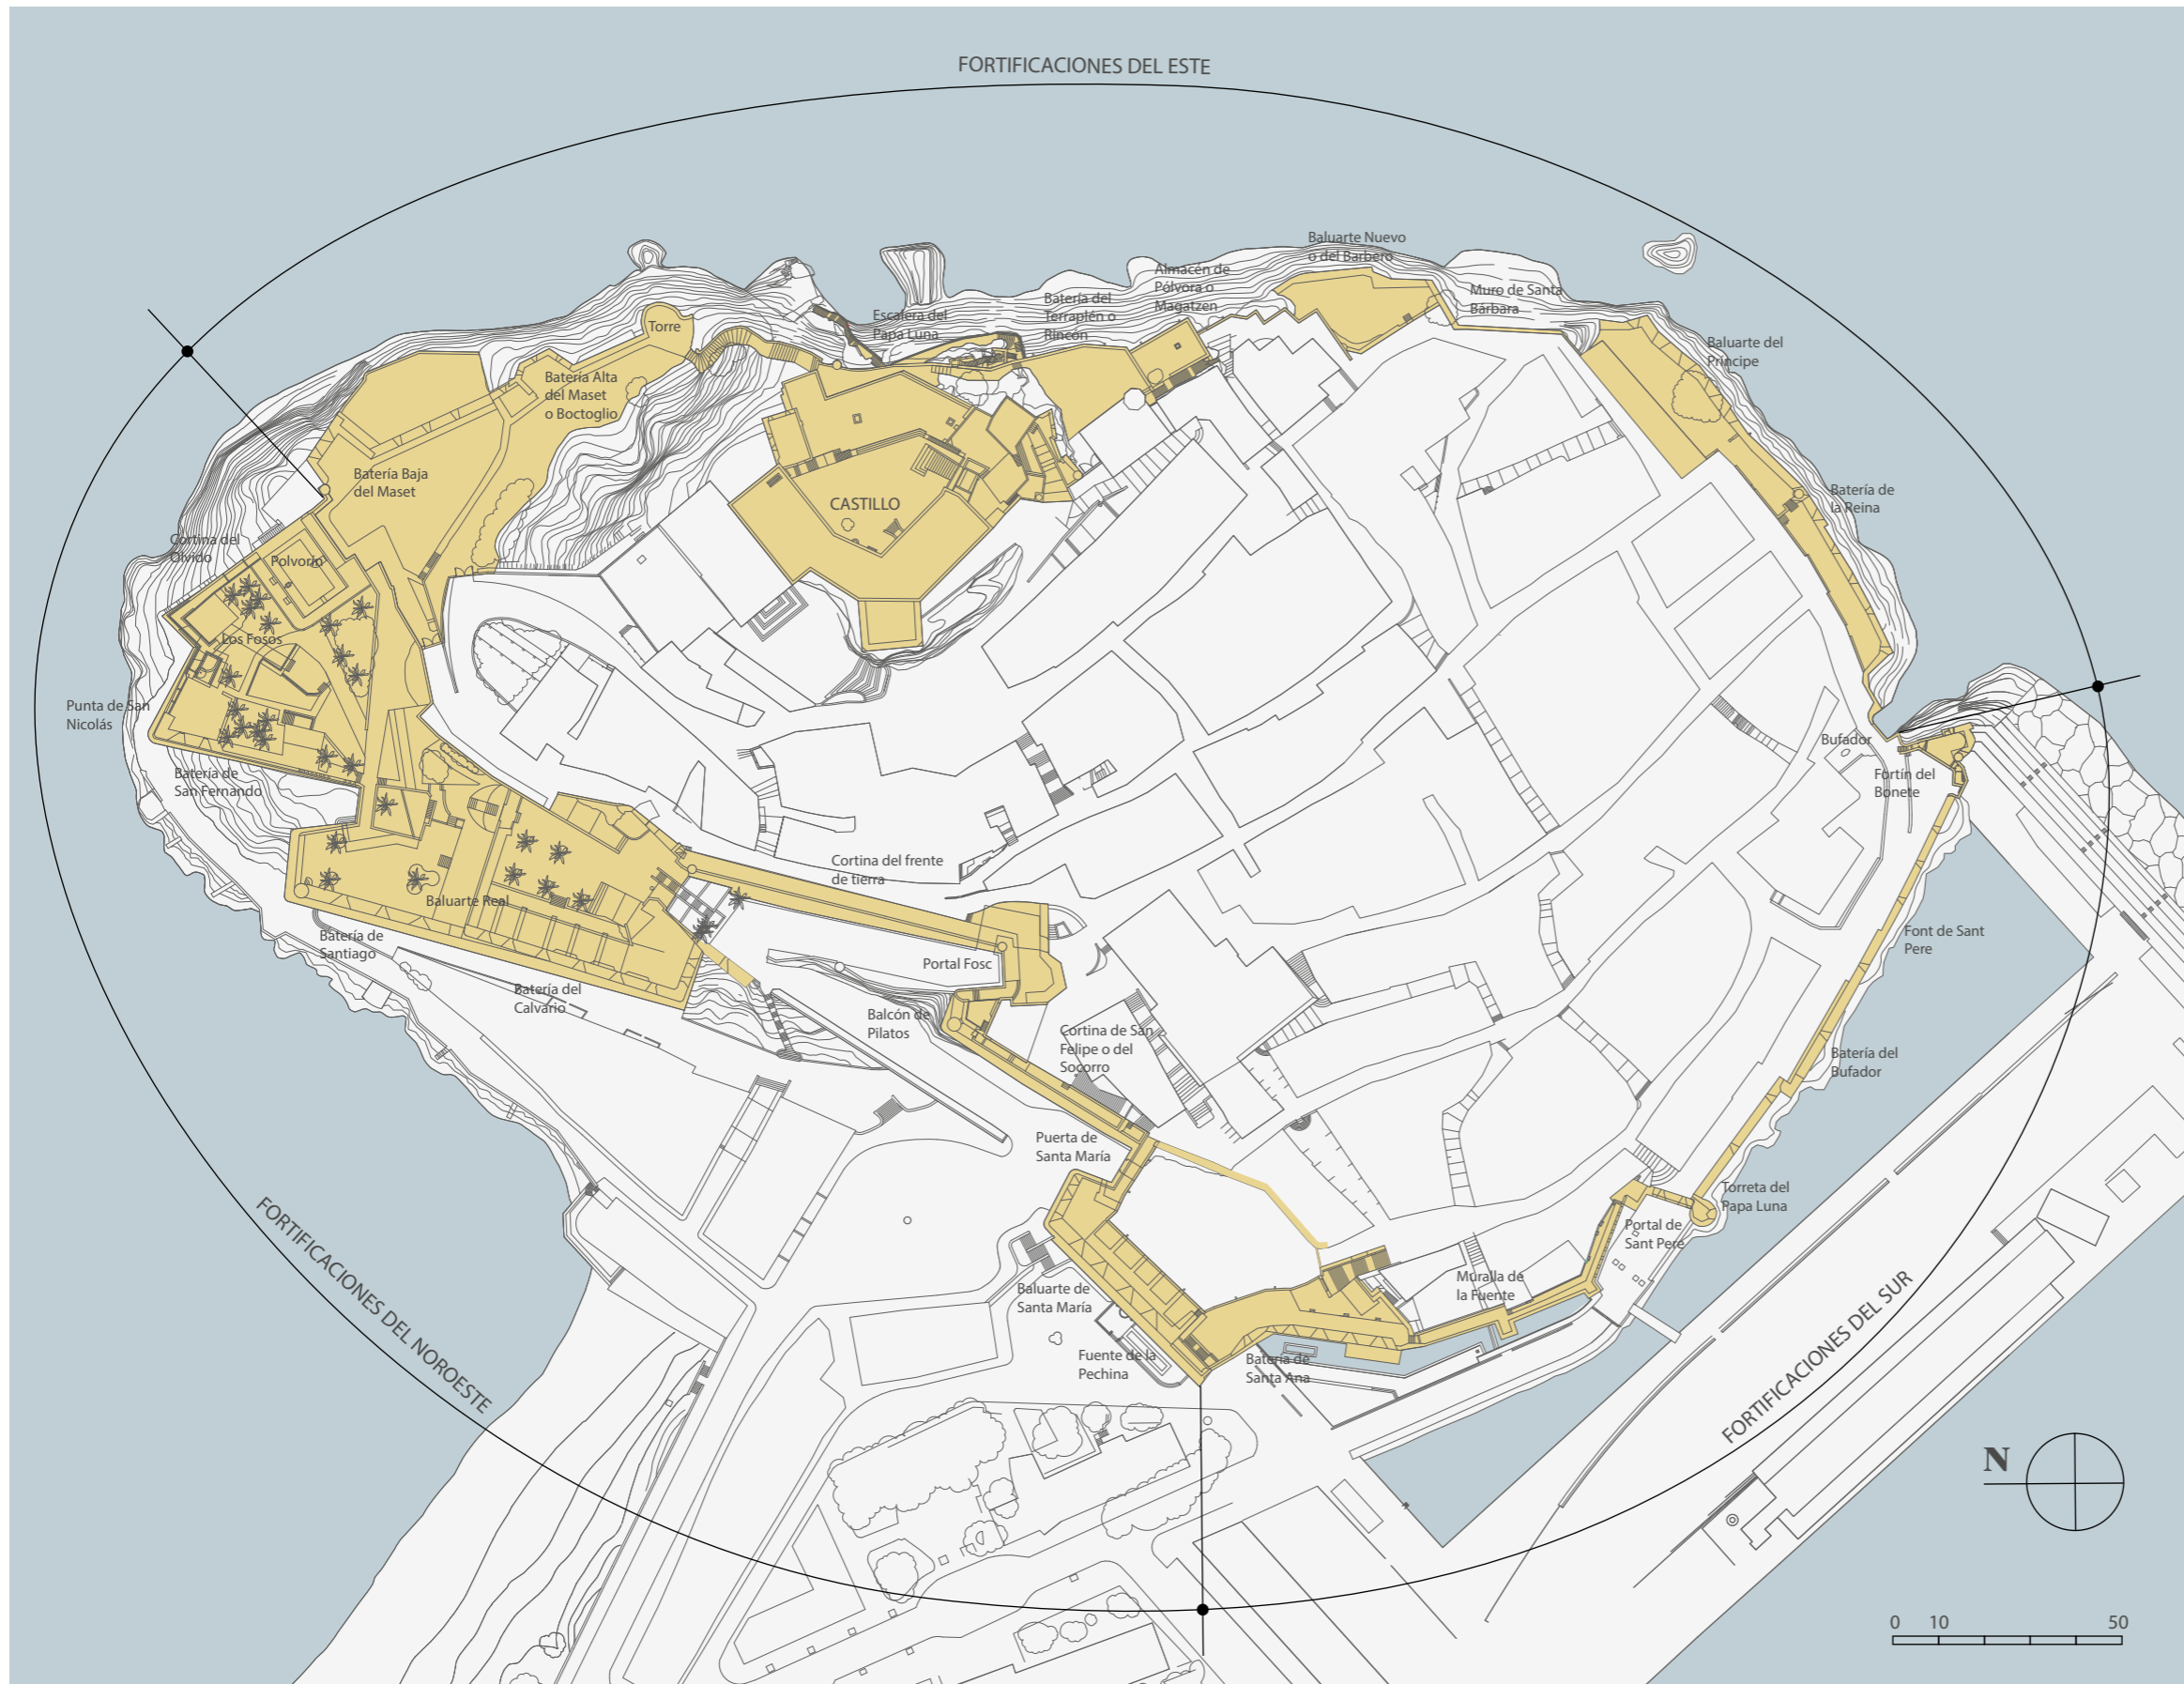 FORTIFICACIONES DEL ESTE
Baluarte Nuevo
o del Barbero
Almacén de
Pólvora o
Magatzen
Muro de Santa
Bárbara
Batería del
Terraplén o
Rincón
Escalera del
Papa Luna
Torre
Baluarte del
Príncipe
Batería Alta
del Maset
o Boctoglio
Batería Baja
del Maset
CASTILLO
Batería de
la Reina
Cortina del
Olvido
Polvorín
Los Fosos
Punta de San
Nicolás
Bufador
Batería de
San Fernando
Fortín del
Bonete
Cortina del frente
de tierra
Baluarte Real
Font de Sant
Pere
Batería de
Santiago
Portal Fosc
Batería del
Calvario
Balcón de
Pilatos
Cortina de San
Felipe o del
Socorro
Batería del
Bufador
Puerta de
Santa María
Torreta del
Papa Luna
Portal de
Sant Pere
FORTIFICACIONES DEL NOROESTE
Baluarte de
Santa María
Muralla de
la Fuente
FORTIFICACIONES DEL SUR
Fuente de la
Pechina
Batería de
Santa Ana
N
0 10 50